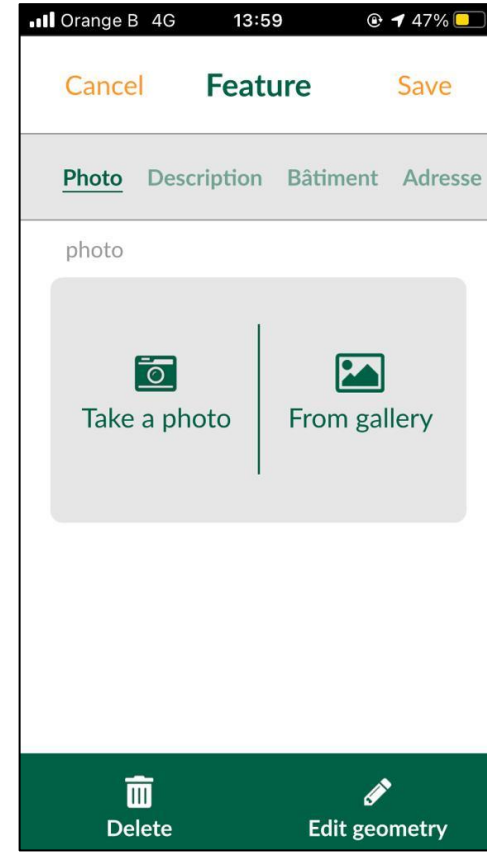 Orange B 4G 13:59 47%
Cancel Feature Save
Photo Description Bâtiment Adresse
photo
Take a photo From gallery
Delete Edit geometry